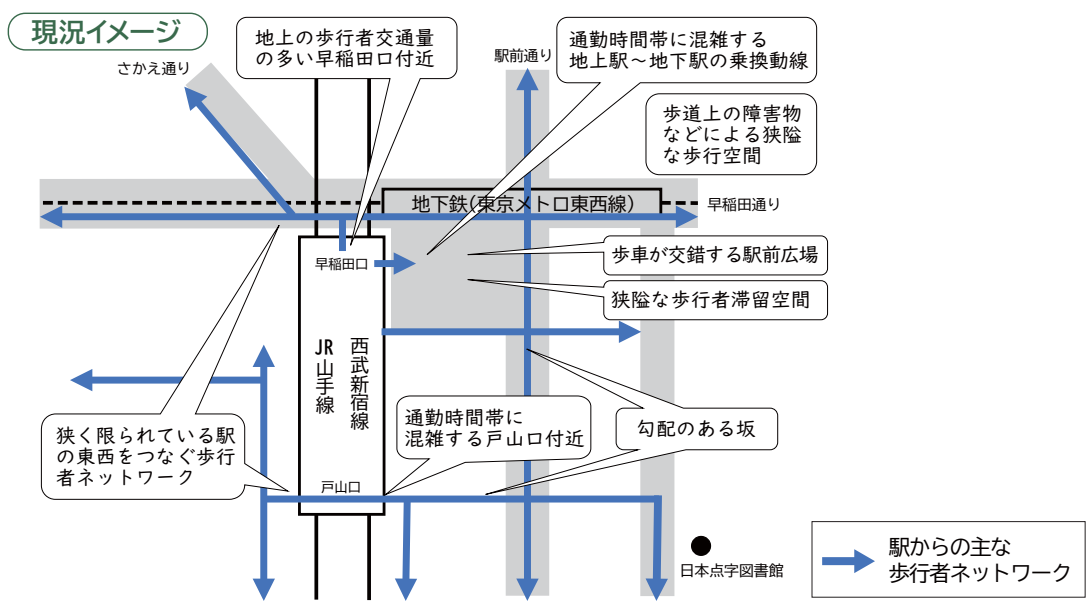 現況イメージ
地上の歩行者交通量
の多い早稲田口付近
通勤時間帯に混雑する
地上駅～地下駅の乗換動線
駅前通り
さかえ通り
歩道上の障害物
などによる狭隘
な歩行空間
地下鉄(東京メトロ東西線)
早稲田通り
早稲田口
歩車が交錯する駅前広場
狭隘な歩行者滞留空間
JR山手線
西武新宿線
狭く限られている駅
の東西をつなぐ歩行
者ネットワーク
通勤時間帯に
混雑する戸山口付近
勾配のある坂
戸山口
日本点字図書館
駅からの主な
歩行者ネットワーク